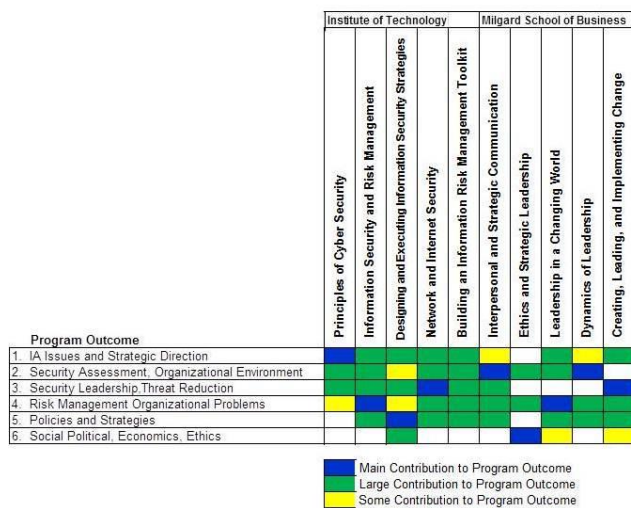 Institute of Technology
Milgard School of Business
Principles of Cyber Security
Information Security and Risk Management
Designing and Executing Information Security Strategies
Network and Internet Security
Building an Information Risk Management Toolkit
Interpersonal and Strategic Communication
Ethics and Strategic Leadership
Leadership in a Changing World
Dynamics of Leadership
Creating, Leading, and Implementing Change
Program Outcome
1. IA Issues and Strategic Direction
2. Security Assessment, Organizational Environment
3. Security Leadership,Threat Reduction
4. Risk Management Organizational Problems
5. Policies and Strategies
6. Social Political, Economics, Ethics
Main Contribution to Program Outcome
Large Contribution to Program Outcome
Some Contribution to Program Outcome